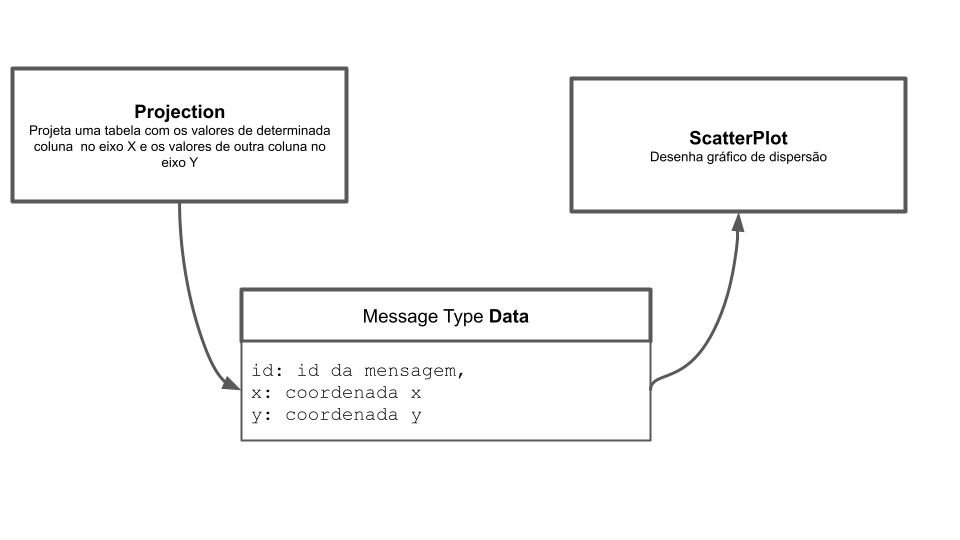 Projection
Projeta uma tabela com os valores de determinada
coluna  no eixo X e os valores de outra coluna no
eixo Y
ScatterPlot
Desenha gráfico de dispersão
Message Type Data
id: id da mensagem,
x: coordenada x
y: coordenada y